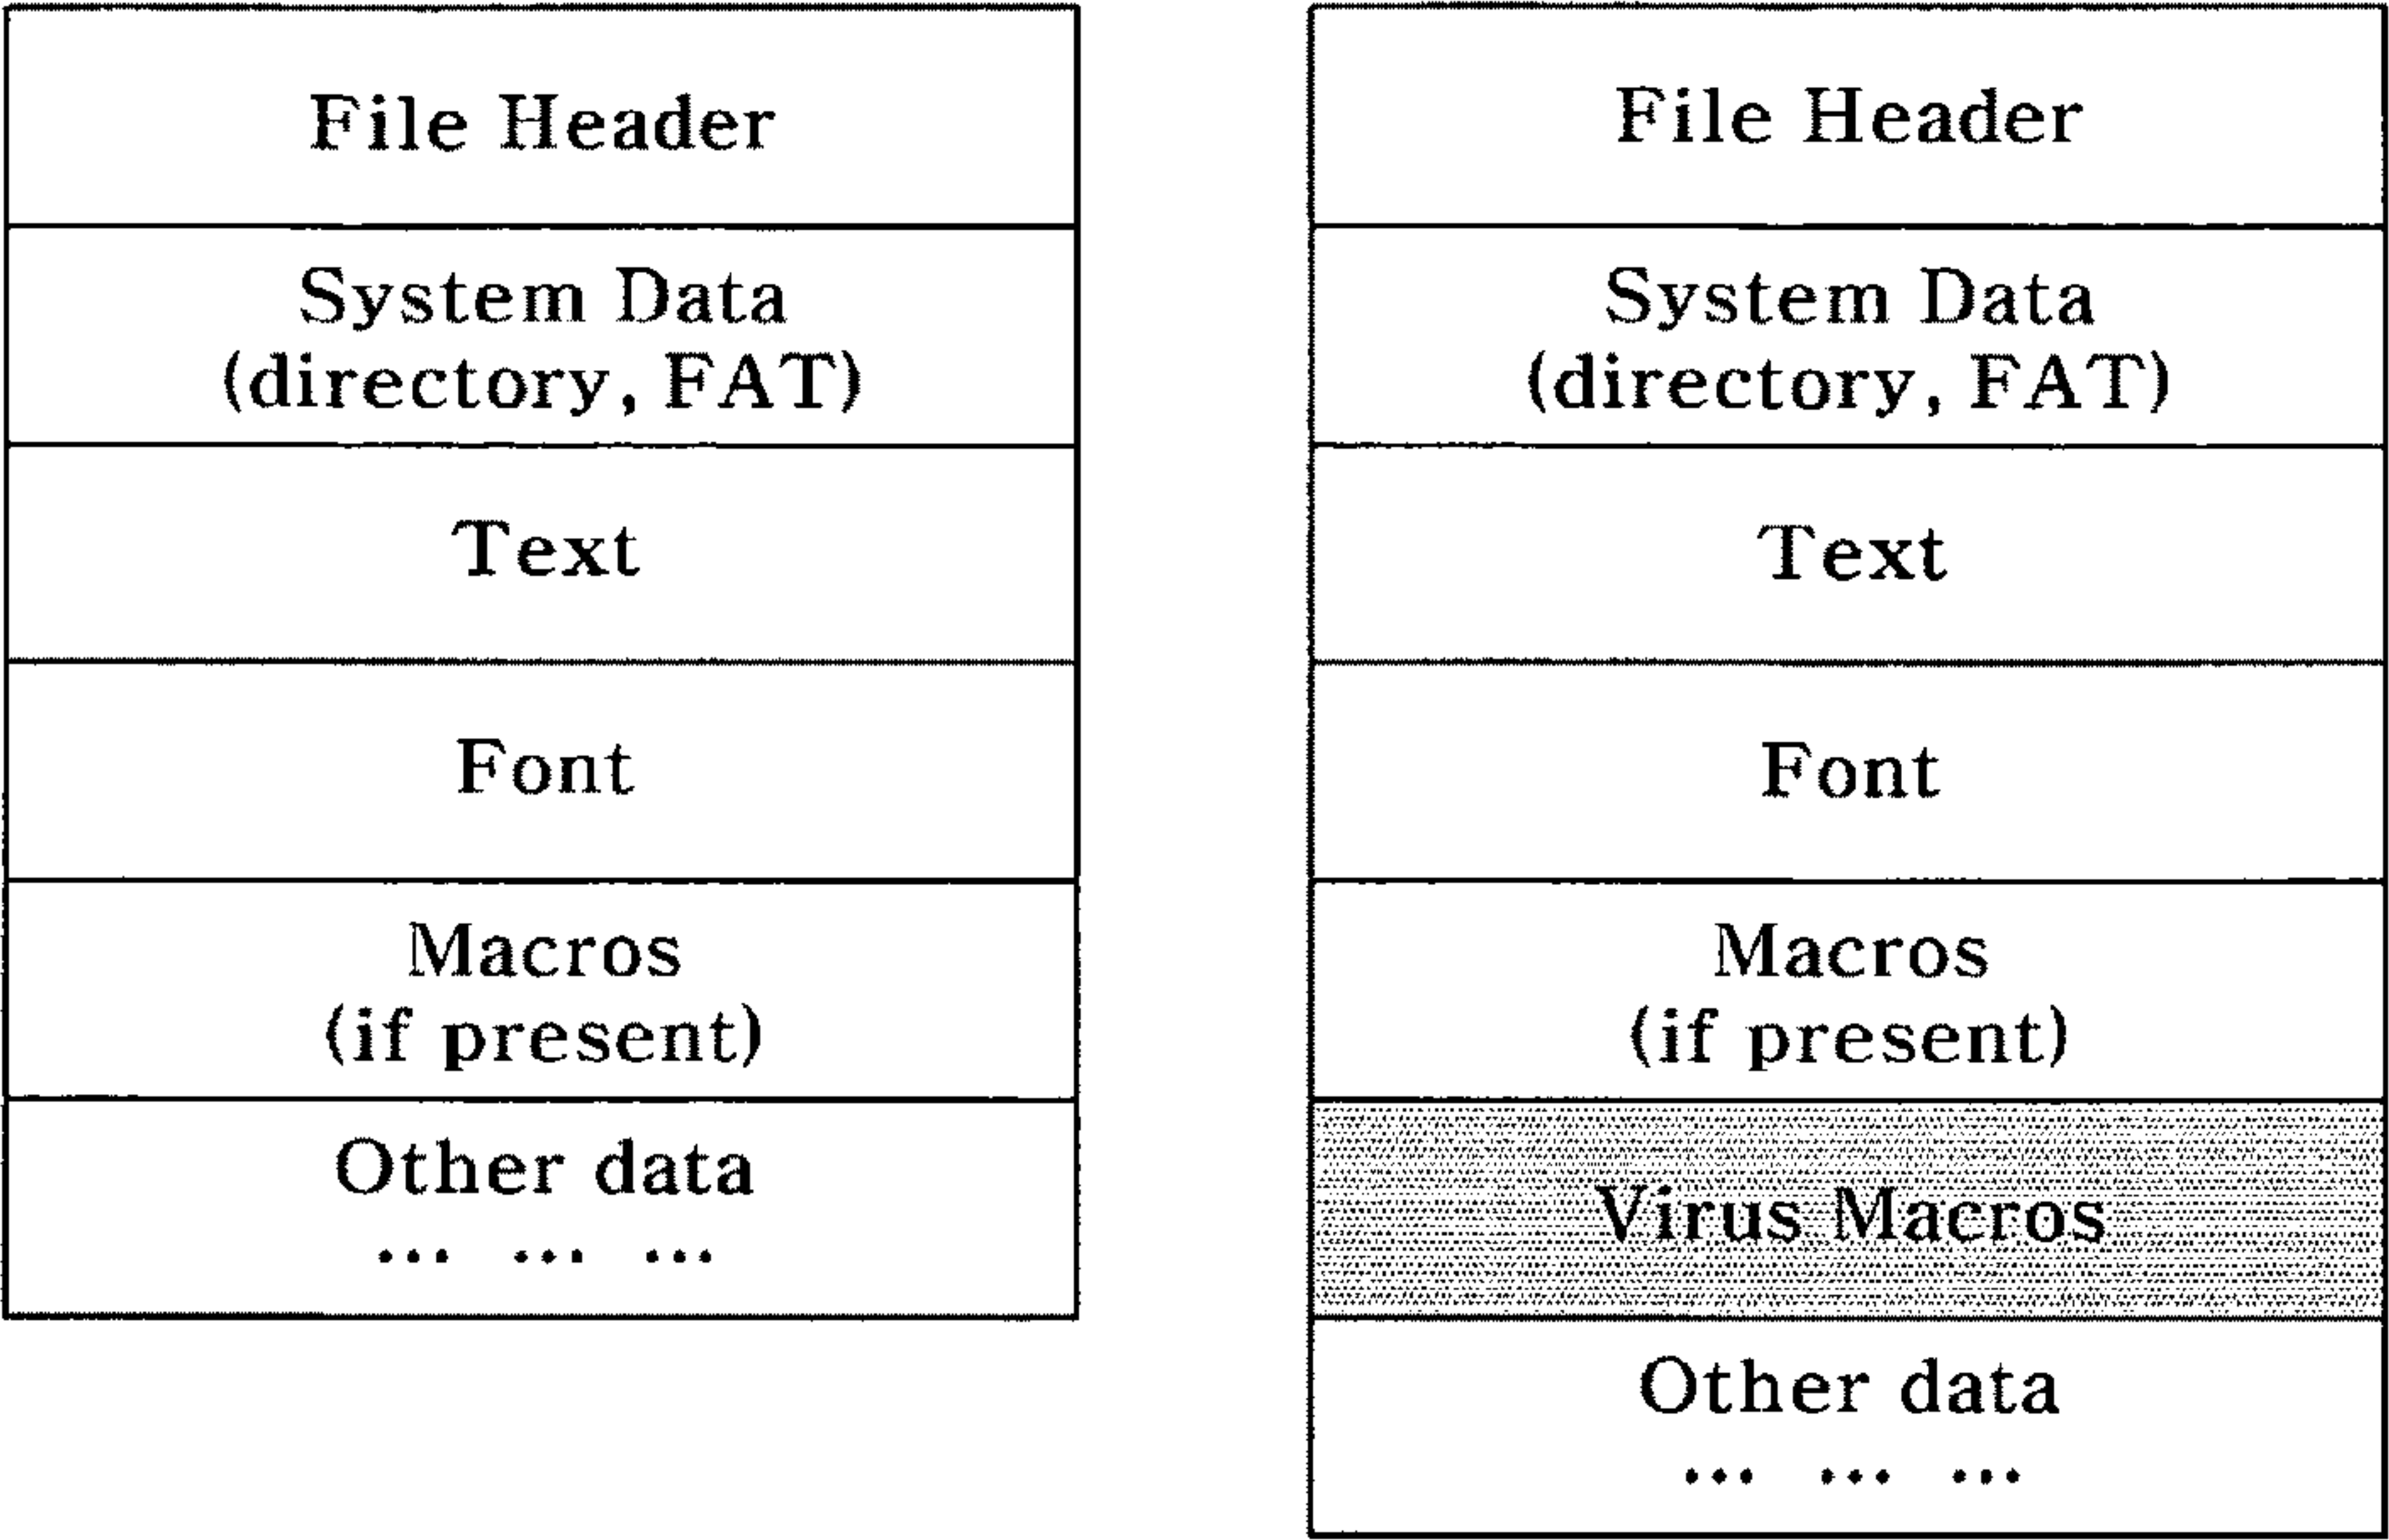 File Header
System Data
(directory, FAT)
Text
Font
Macros
(if present)
Other data
... ... ...
File Header
System Data
(directory, FAT)
Text
Font
Macros
(if present)
Virus Macros
Other data
... ... ...